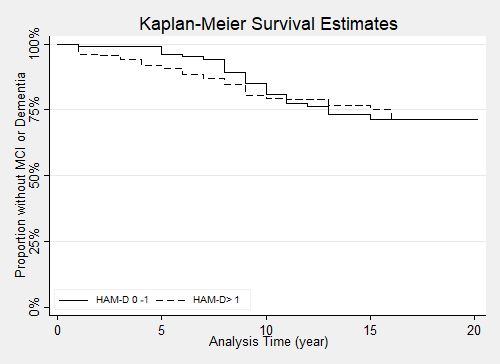 Kaplan-Meier Survival Estimates
Proportion without MCI or Dementia
100%
75%
50%
25%
0%
HAM-D 0 -1
HAM-D> 1
0
5
10
15
20
Analysis Time (year)